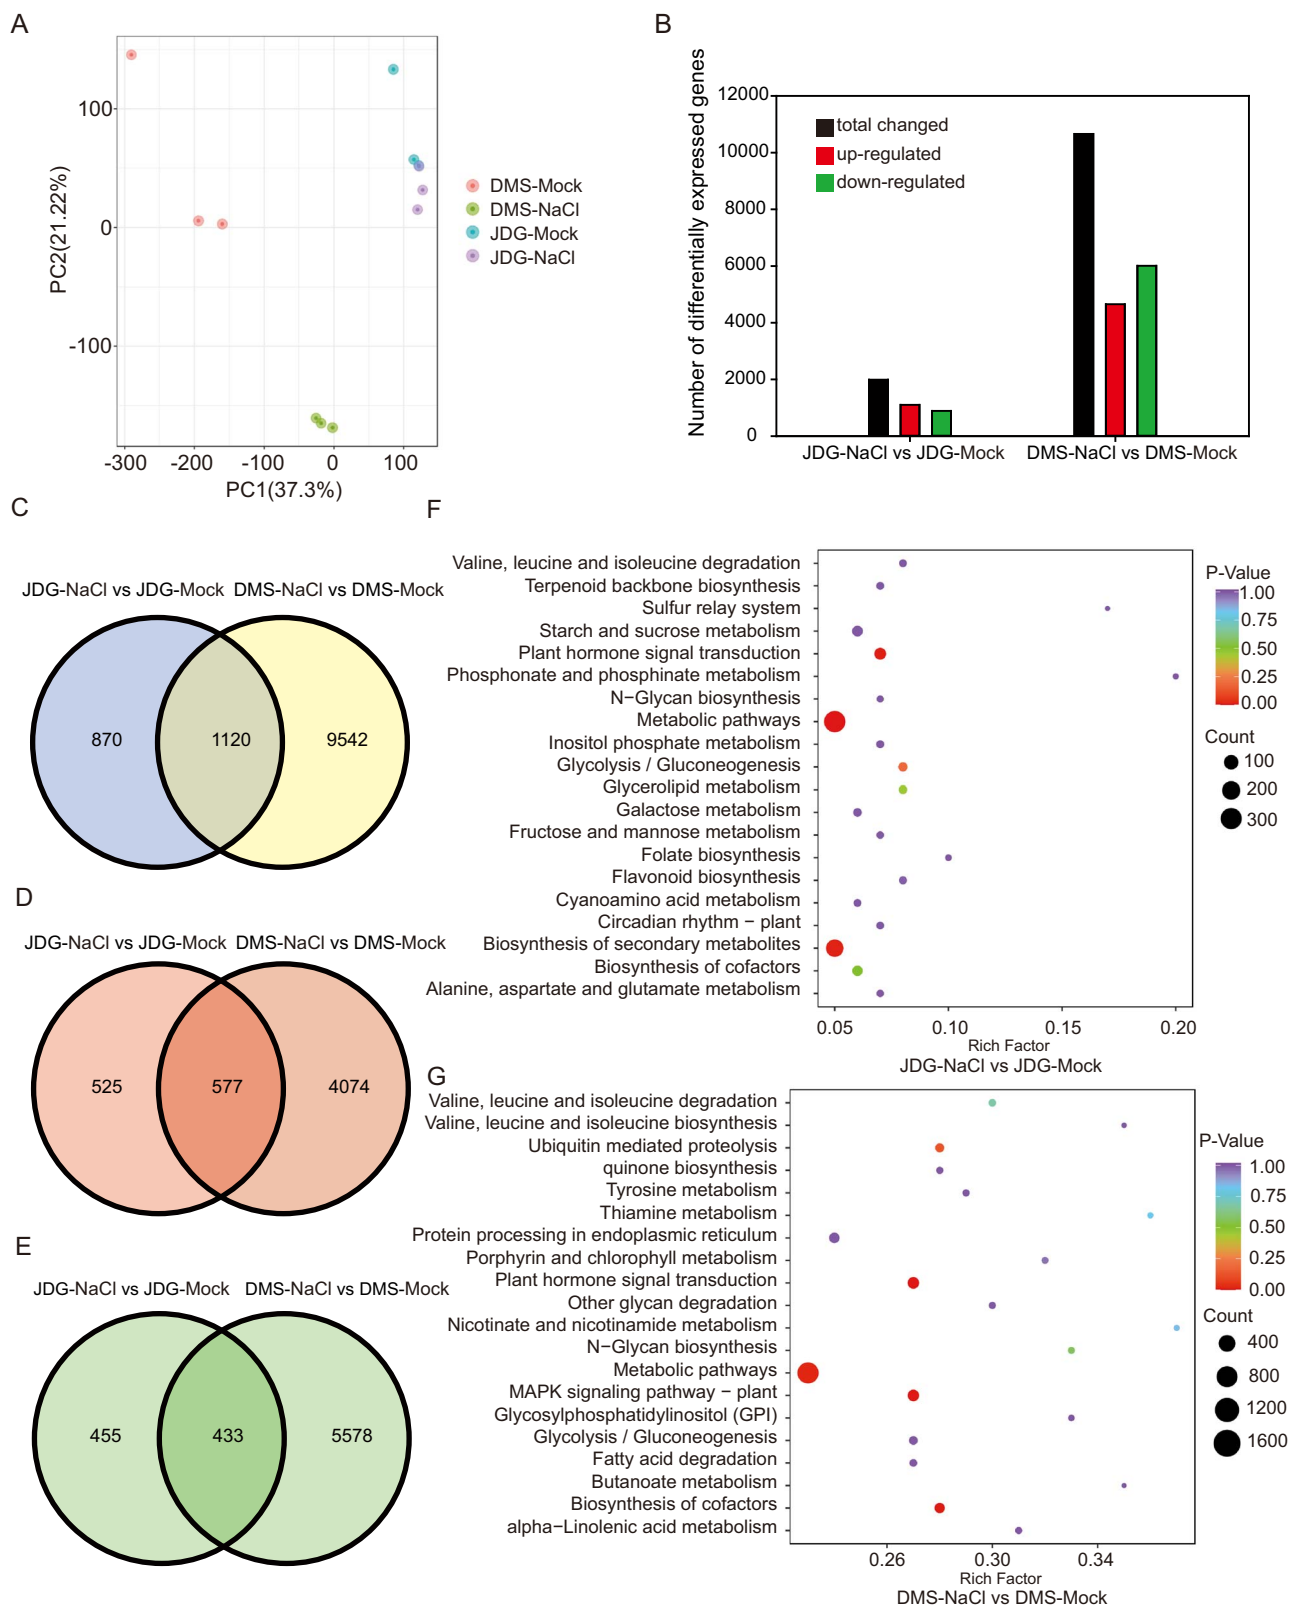 A
100
0
-100
-300
-200
-100
0
100
PC2(21.22%)
PC1(37.3%)
DMS-Mock
DMS-NaCl
JDG-Mock
JDG-NaCl
B
Number of differentially expressed genes
12000
10000
8000
6000
4000
2000
0
total changed
up-regulated
down-regulated
JDG-NaCl vs JDG-Mock
DMS-NaCl vs DMS-Mock
C
JDG-NaCl vs JDG-Mock
DMS-NaCl vs DMS-Mock
870
1120
9542
D
JDG-NaCl vs JDG-Mock
DMS-NaCl vs DMS-Mock
525
577
4074
E
JDG-NaCl vs JDG-Mock
DMS-NaCl vs DMS-Mock
455
433
5578
F
Valine, leucine and isoleucine degradation
Terpenoid backbone biosynthesis
Sulfur relay system
Starch and sucrose metabolism
Plant hormone signal transduction
Phosphonate and phosphinate metabolism
N−Glycan biosynthesis
Metabolic pathways
Inositol phosphate metabolism
Glycolysis / Gluconeogenesis
Glycerolipid metabolism
Galactose metabolism
Fructose and mannose metabolism
Folate biosynthesis
Flavonoid biosynthesis
Cyanoamino acid metabolism
Circadian rhythm − plant
Biosynthesis of secondary metabolites
Biosynthesis of cofactors
Alanine, aspartate and glutamate metabolism
0.05
0.10
0.15
0.20
Rich Factor
JDG-NaCl vs JDG-Mock
P-Value
1.00
0.75
0.50
0.25
0.00
Count
100
200
300
G
Valine, leucine and isoleucine degradation
Valine, leucine and isoleucine biosynthesis
Ubiquitin mediated proteolysis
quinone biosynthesis
Tyrosine metabolism
Thiamine metabolism
Protein processing in endoplasmic reticulum
Porphyrin and chlorophyll metabolism
Plant hormone signal transduction
Other glycan degradation
Nicotinate and nicotinamide metabolism
N−Glycan biosynthesis
Metabolic pathways
MAPK signaling pathway − plant
Glycosylphosphatidylinositol (GPI)
Glycolysis / Gluconeogenesis
Fatty acid degradation
Butanoate metabolism
Biosynthesis of cofactors
alpha−Linolenic acid metabolism
0.26
0.30
0.34
Rich Factor
DMS-NaCl vs DMS-Mock
P-Value
1.00
0.75
0.50
0.25
0.00
Count
400
800
1200
1600